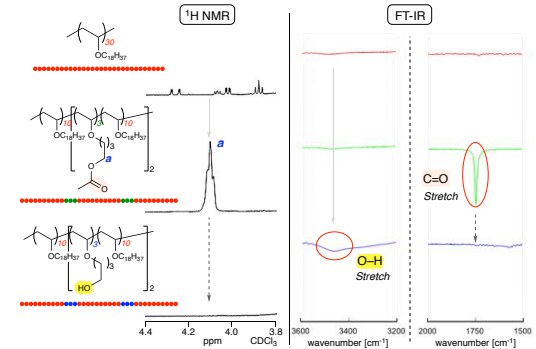 ¹H NMR
FT-IR
30
OC₁₈H₃₇
10
3
10
OC₁₈H₃₇
O
OC₁₈H₃₇
( )₃
a
O
O
2
a
C=O
Stretch
10
3
10
OC₁₈H₃₇
O
OC₁₈H₃₇
( )₃
HO
2
O–H
Stretch
4.4
4.2
4.0
3.8
ppm
CDCl₃
3600
3400
3200
wavenumber [cm⁻¹]
2000
1750
1500
wavenumber [cm⁻¹]